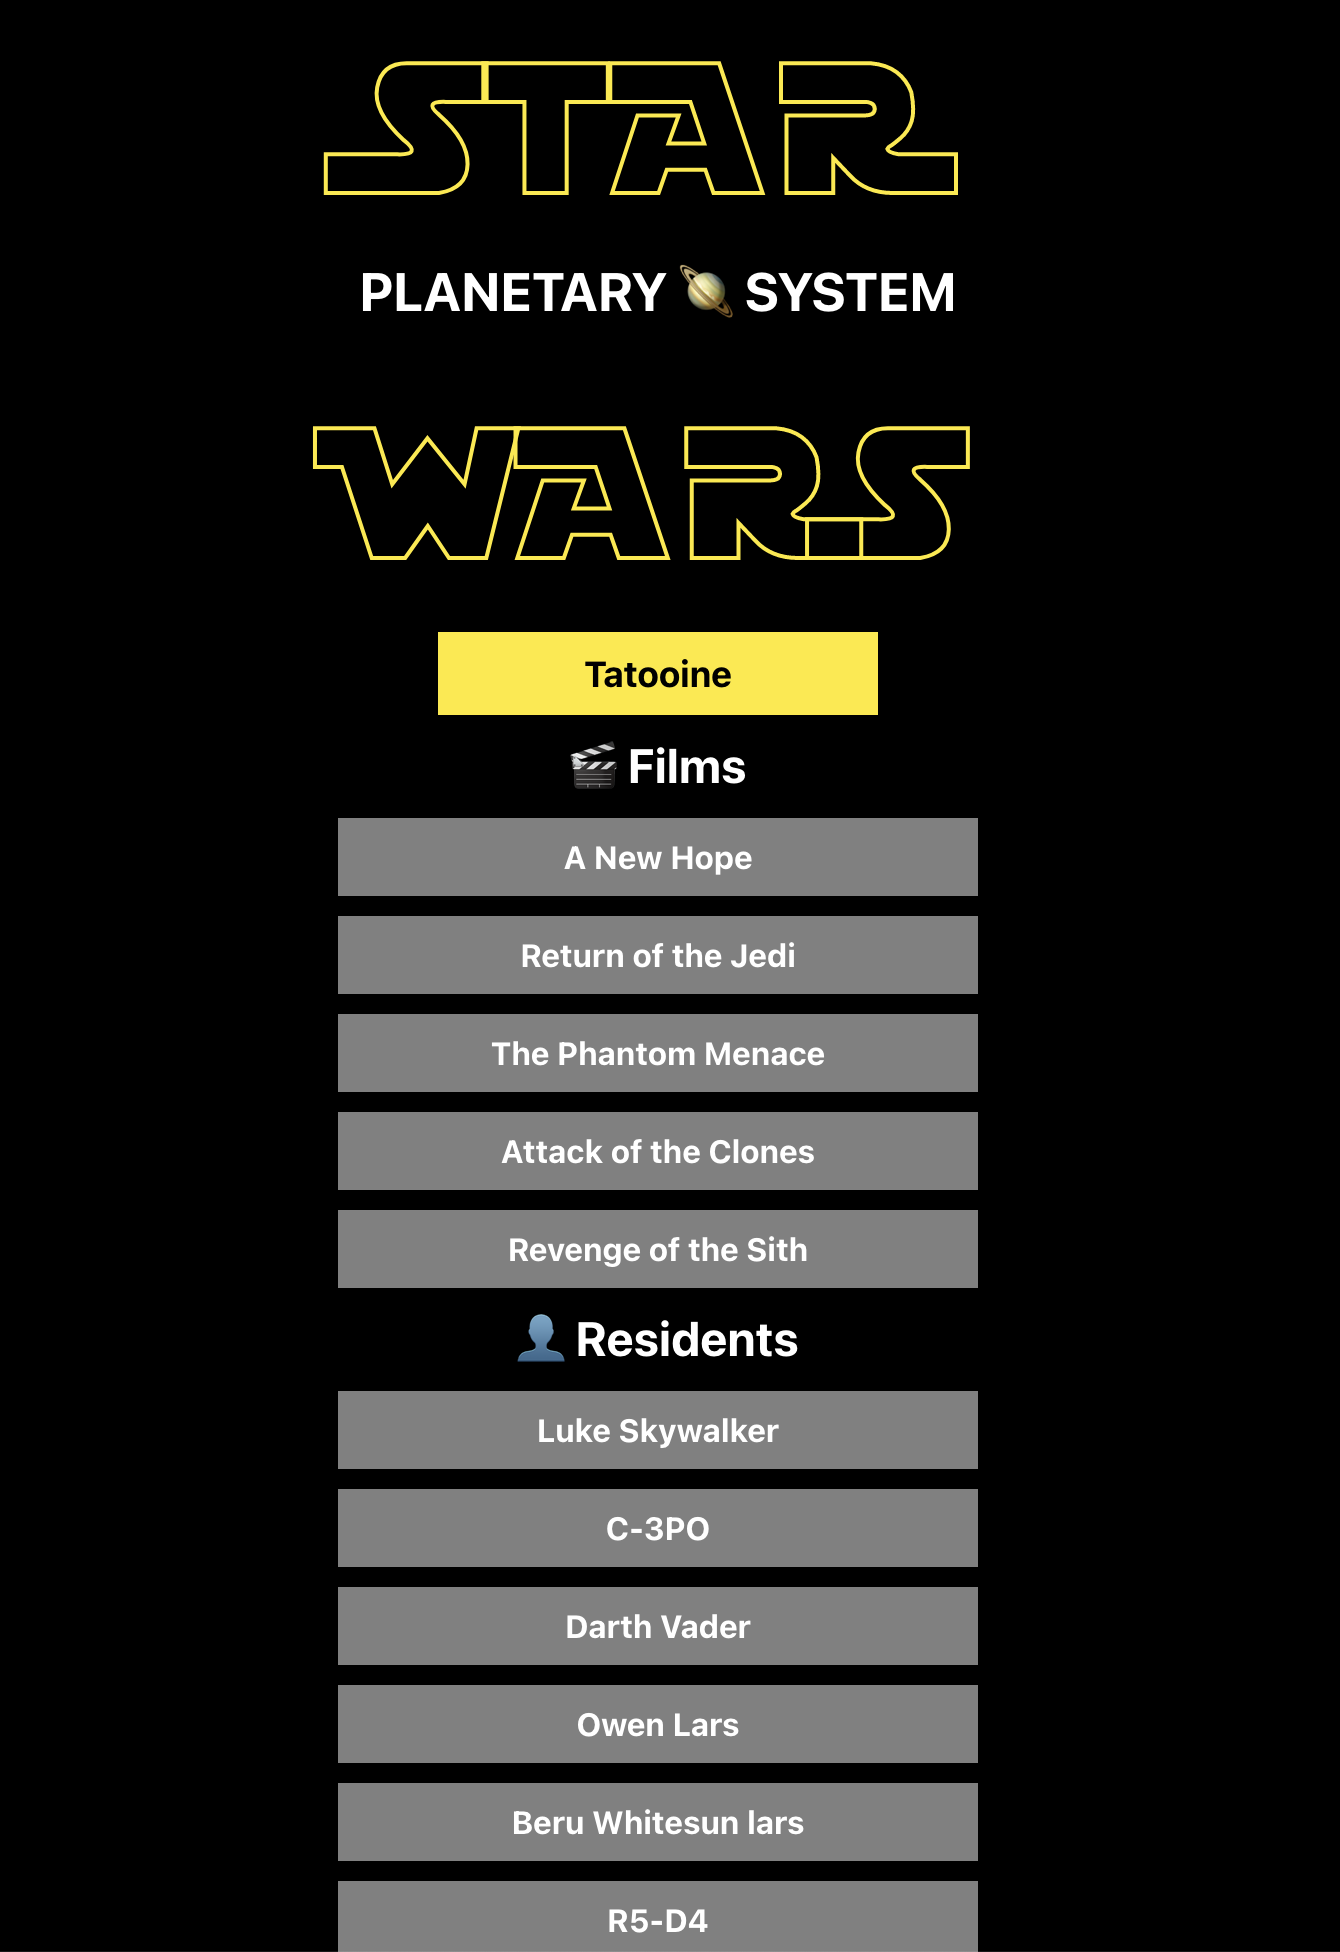 STAR
PLANETARY 🪐 SYSTEM
WARS
Tatooine
🎬 Films
A New Hope
Return of the Jedi
The Phantom Menace
Attack of the Clones
Revenge of the Sith
👤 Residents
Luke Skywalker
C-3PO
Darth Vader
Owen Lars
Beru Whitesun lars
R5-D4